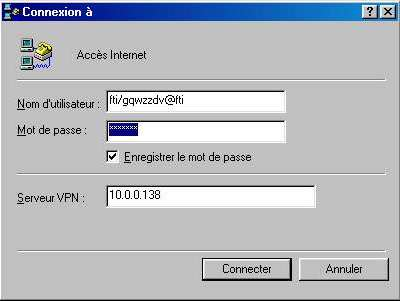 Connexion à
Accès Internet
Nom d'utilisateur : fti/gqwzzdv@fti
Mot de passe : xxxxxxx
Enregistrer le mot de passe
Serveur VPN : 10.0.0.138
Connecter Annuler